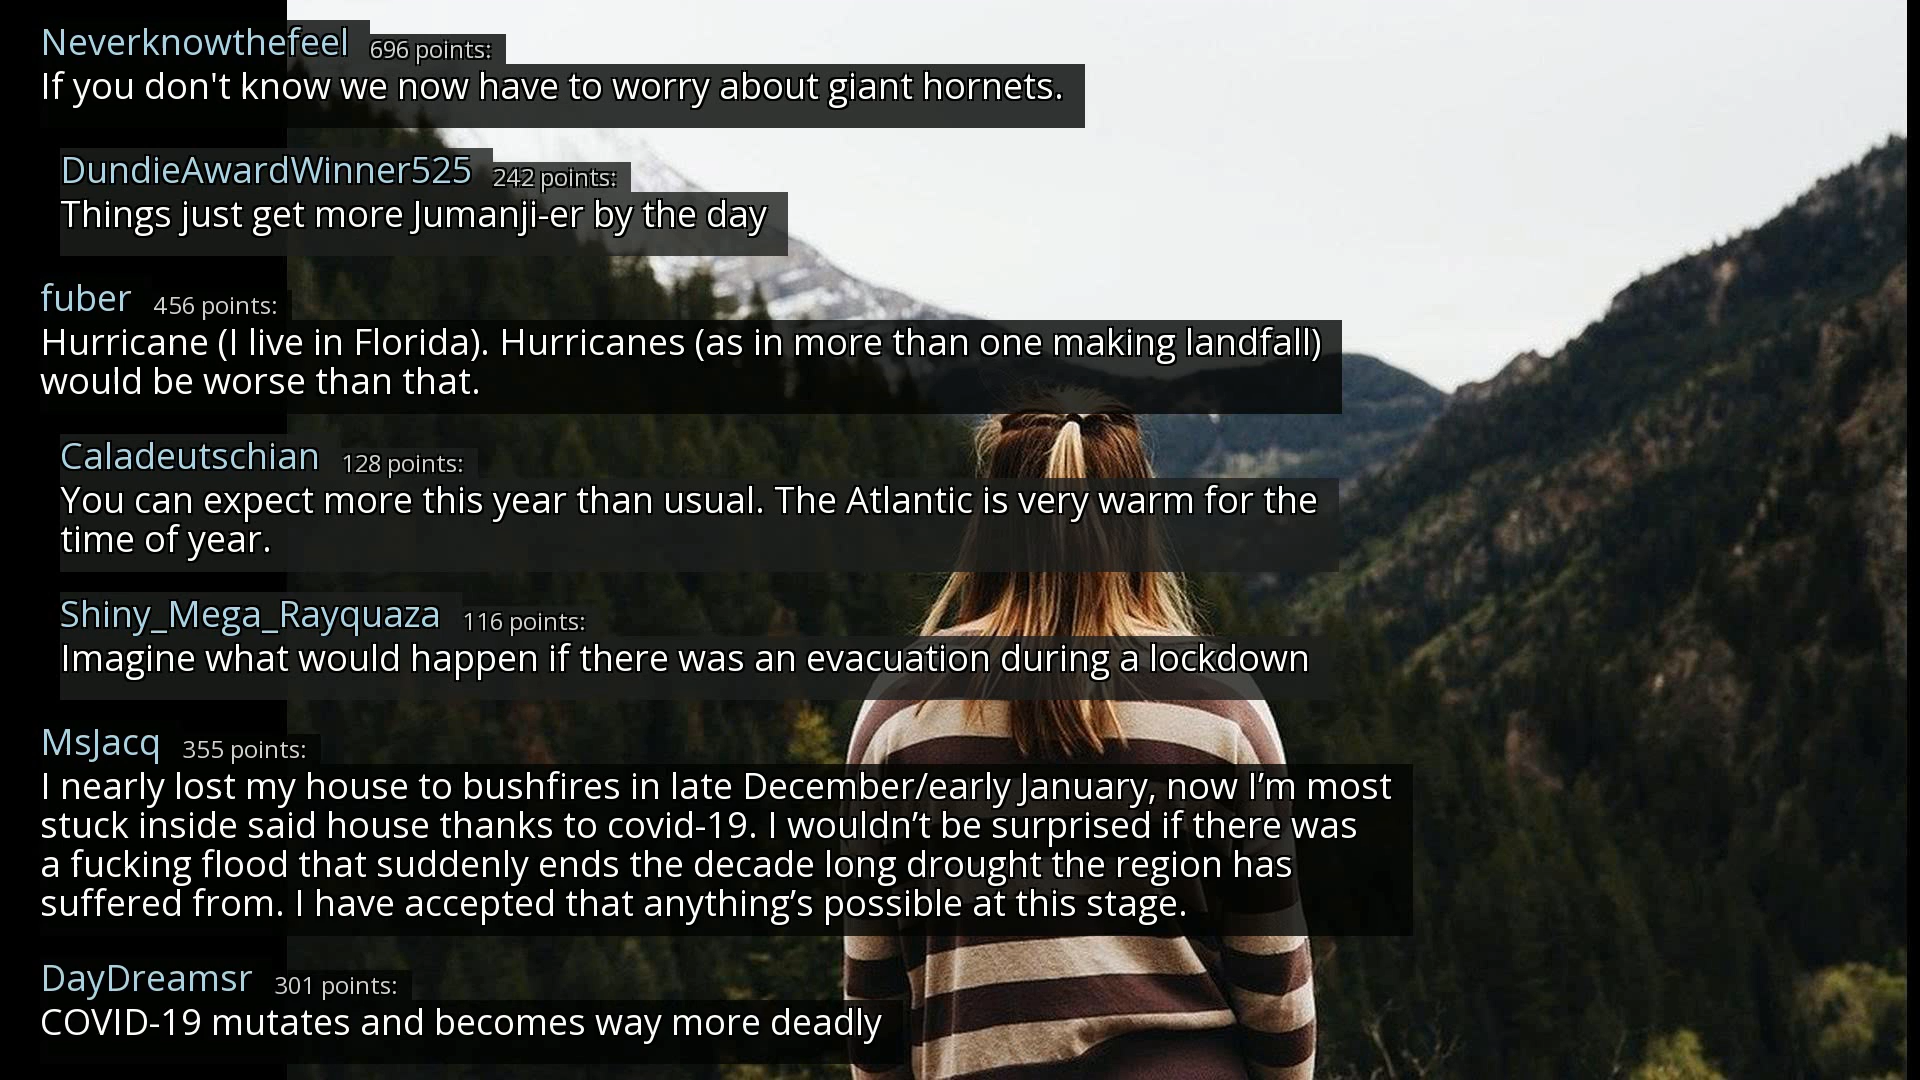 Neverknowthefeel 696 points:
If you don't know we now have to worry about giant hornets.
DundieAwardWinner525 242 points:
Things just get more Jumanji-er by the day
fuber 456 points:
Hurricane (I live in Florida). Hurricanes (as in more than one making landfall)
would be worse than that.
Caladeutschian 128 points:
You can expect more this year than usual. The Atlantic is very warm for the
time of year.
Shiny_Mega_Rayquaza 116 points:
Imagine what would happen if there was an evacuation during a lockdown
MsJacq 355 points:
I nearly lost my house to bushfires in late December/early January, now I’m most
stuck inside said house thanks to covid-19. I wouldn’t be surprised if there was
a fucking flood that suddenly ends the decade long drought the region has
suffered from. I have accepted that anything’s possible at this stage.
DayDreamsr 301 points:
COVID-19 mutates and becomes way more deadly